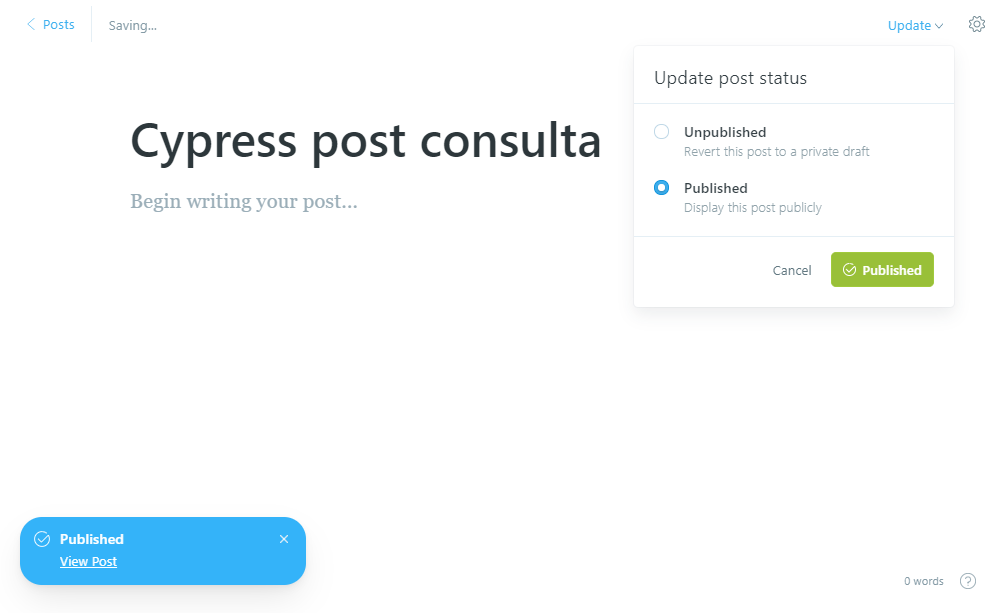 Posts
Saving...
Update
Update post status
Unpublished
Revert this post to a private draft
Published
Display this post publicly
Cancel
Published
Cypress post consulta
Begin writing your post...
Published
View Post
0 words
?